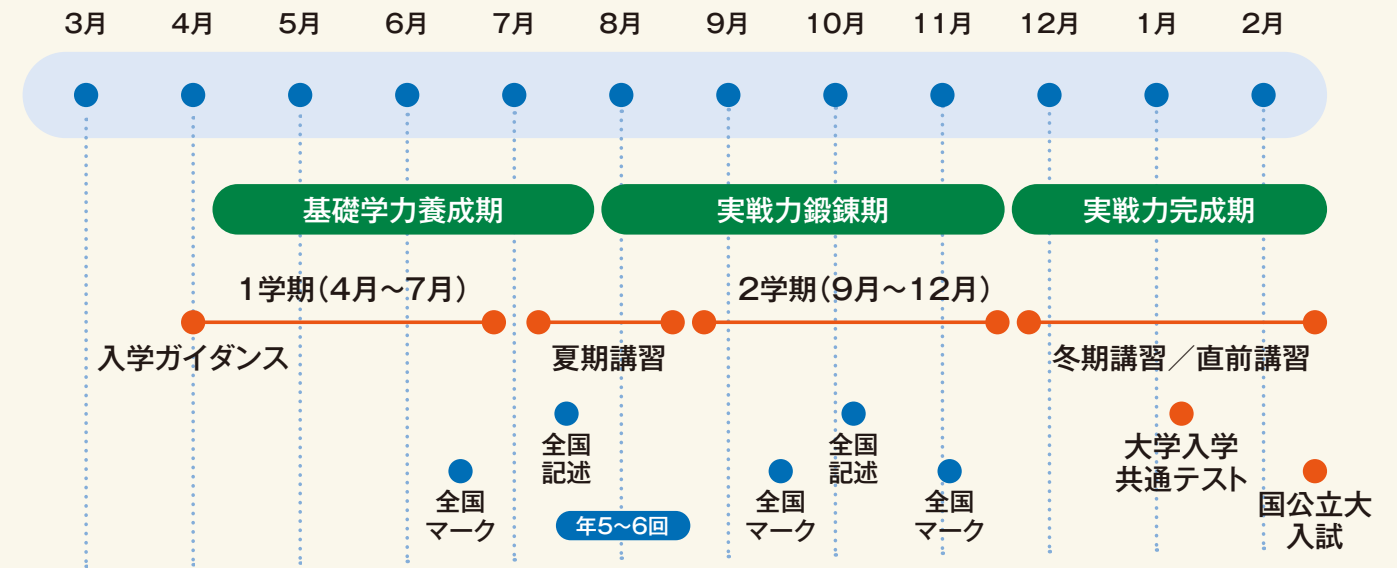 3月 4月 5月 6月 7月 8月 9月 10月 11月 12月 1月 2月
基礎学力養成期 実戦力鍛錬期 実戦力完成期
1学期（4月～7月） 2学期（9月～12月）
入学ガイダンス 夏期講習 冬期講習／直前講習
全国
記述
全国
記述
大学入学
共通テスト
全国
マーク
年5～6回
全国
マーク
全国
マーク
国公立大
入試